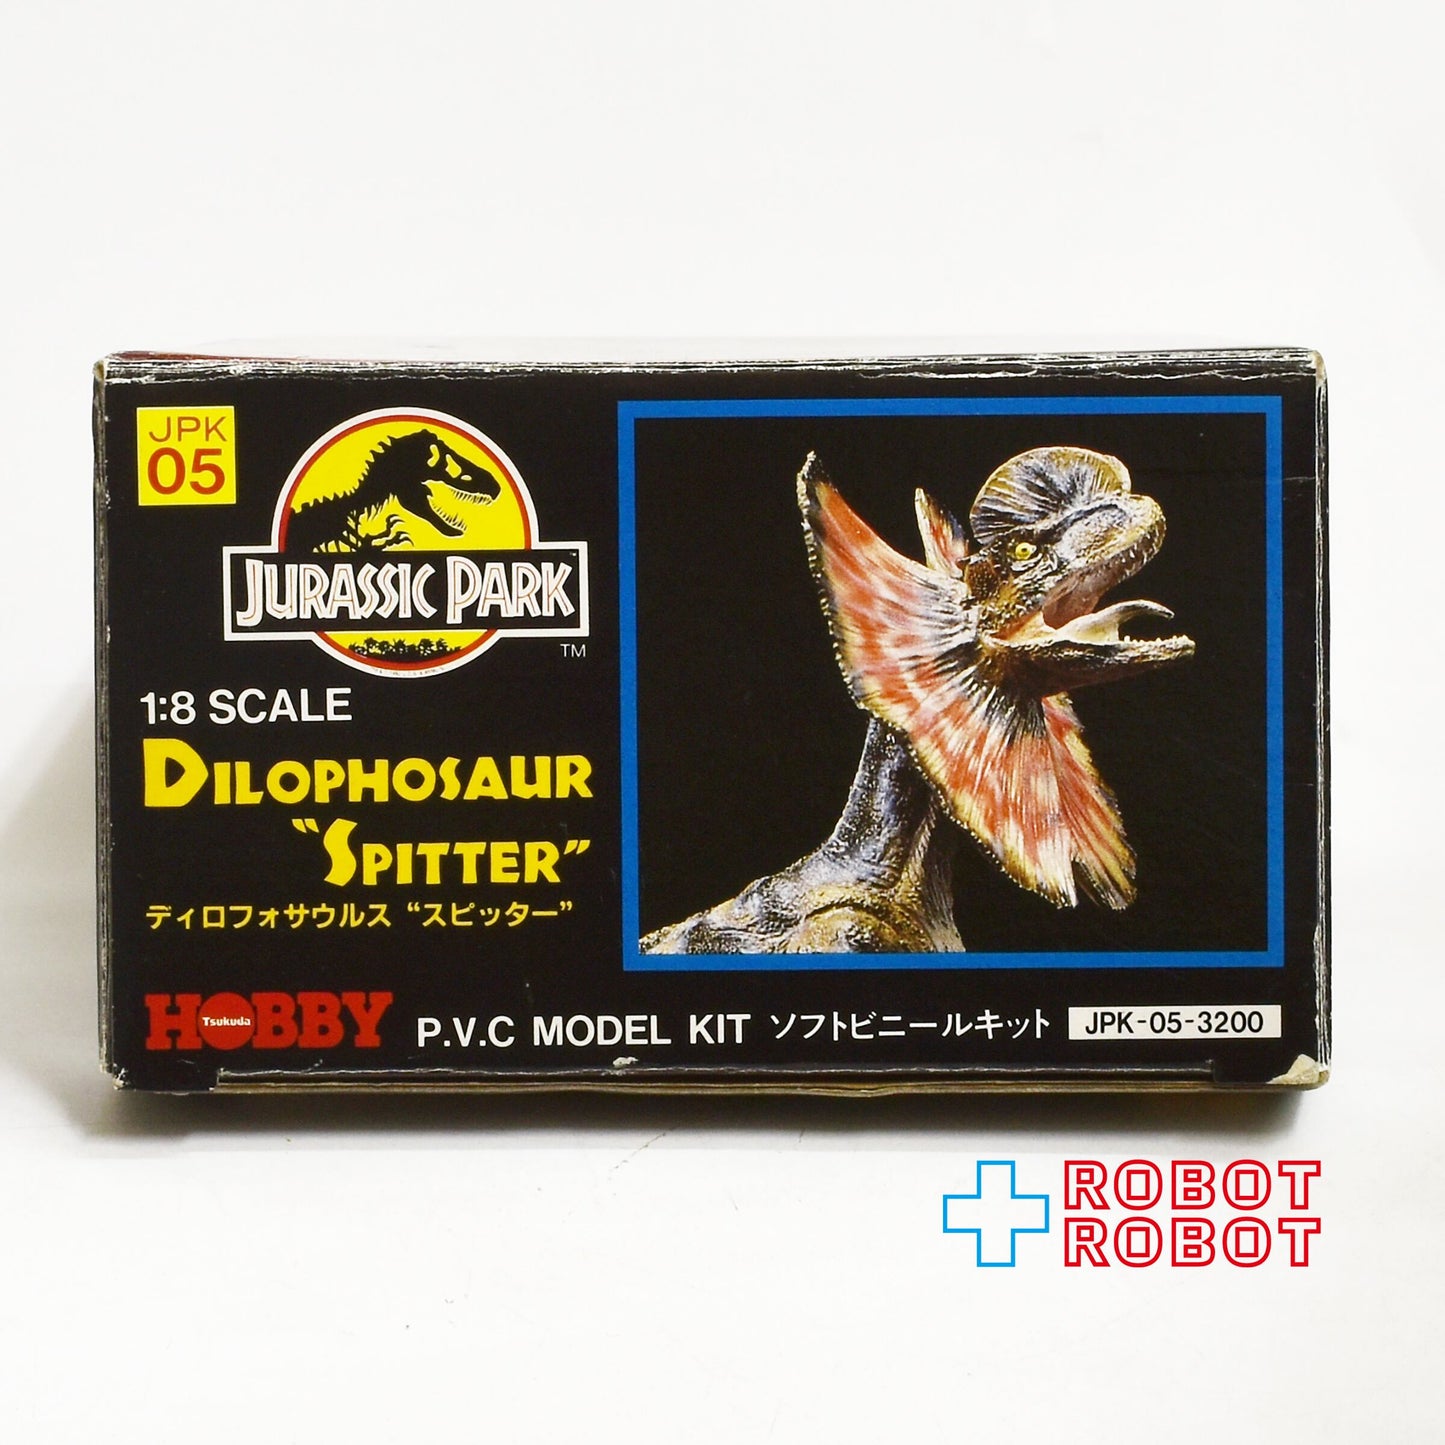 JPK
05
JURASSIC PARK
TM
1:8 SCALE
DILOPHOSAUR
"SPITTER"
ディロフォサウルス “スピッター”
HOBBY
Tsukuda
P.V.C MODEL KIT ソフトビニールキット JPK-05-3200
ROBOT
ROBOT